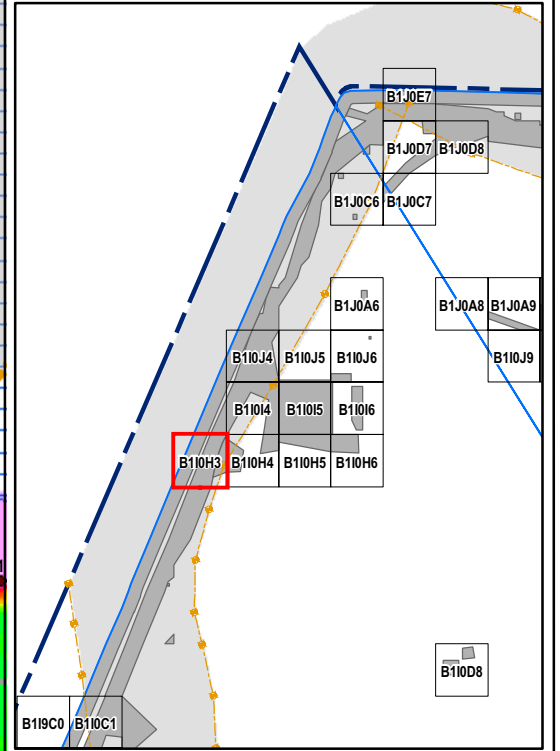 B1J0E7
B1J0D7 B1J0D8
B1J0C6 B1J0C7
B1J0A6 B1J0A8 B1J0A9
B1I0J4 B1I0J5 B1I0J6 B1I0J9
B1I0I4 B1I0I5 B1I0I6
B1I0H3 B1I0H4 B1I0H5 B1I0H6
B1I0D8
B1I9C0 B1I0C1